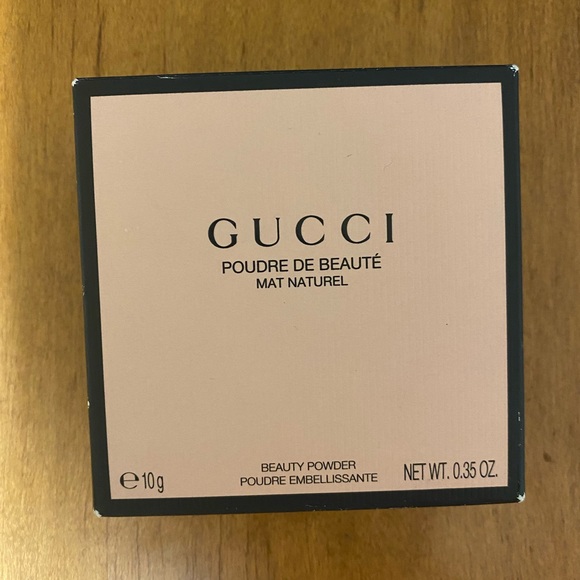 GUCCI
POUDRE DE BEAUTÉ
MAT NATUREL
BEAUTY POWDER
POUDRE EMBELLISSANTE
℮10g
NET WT. 0.35 OZ.